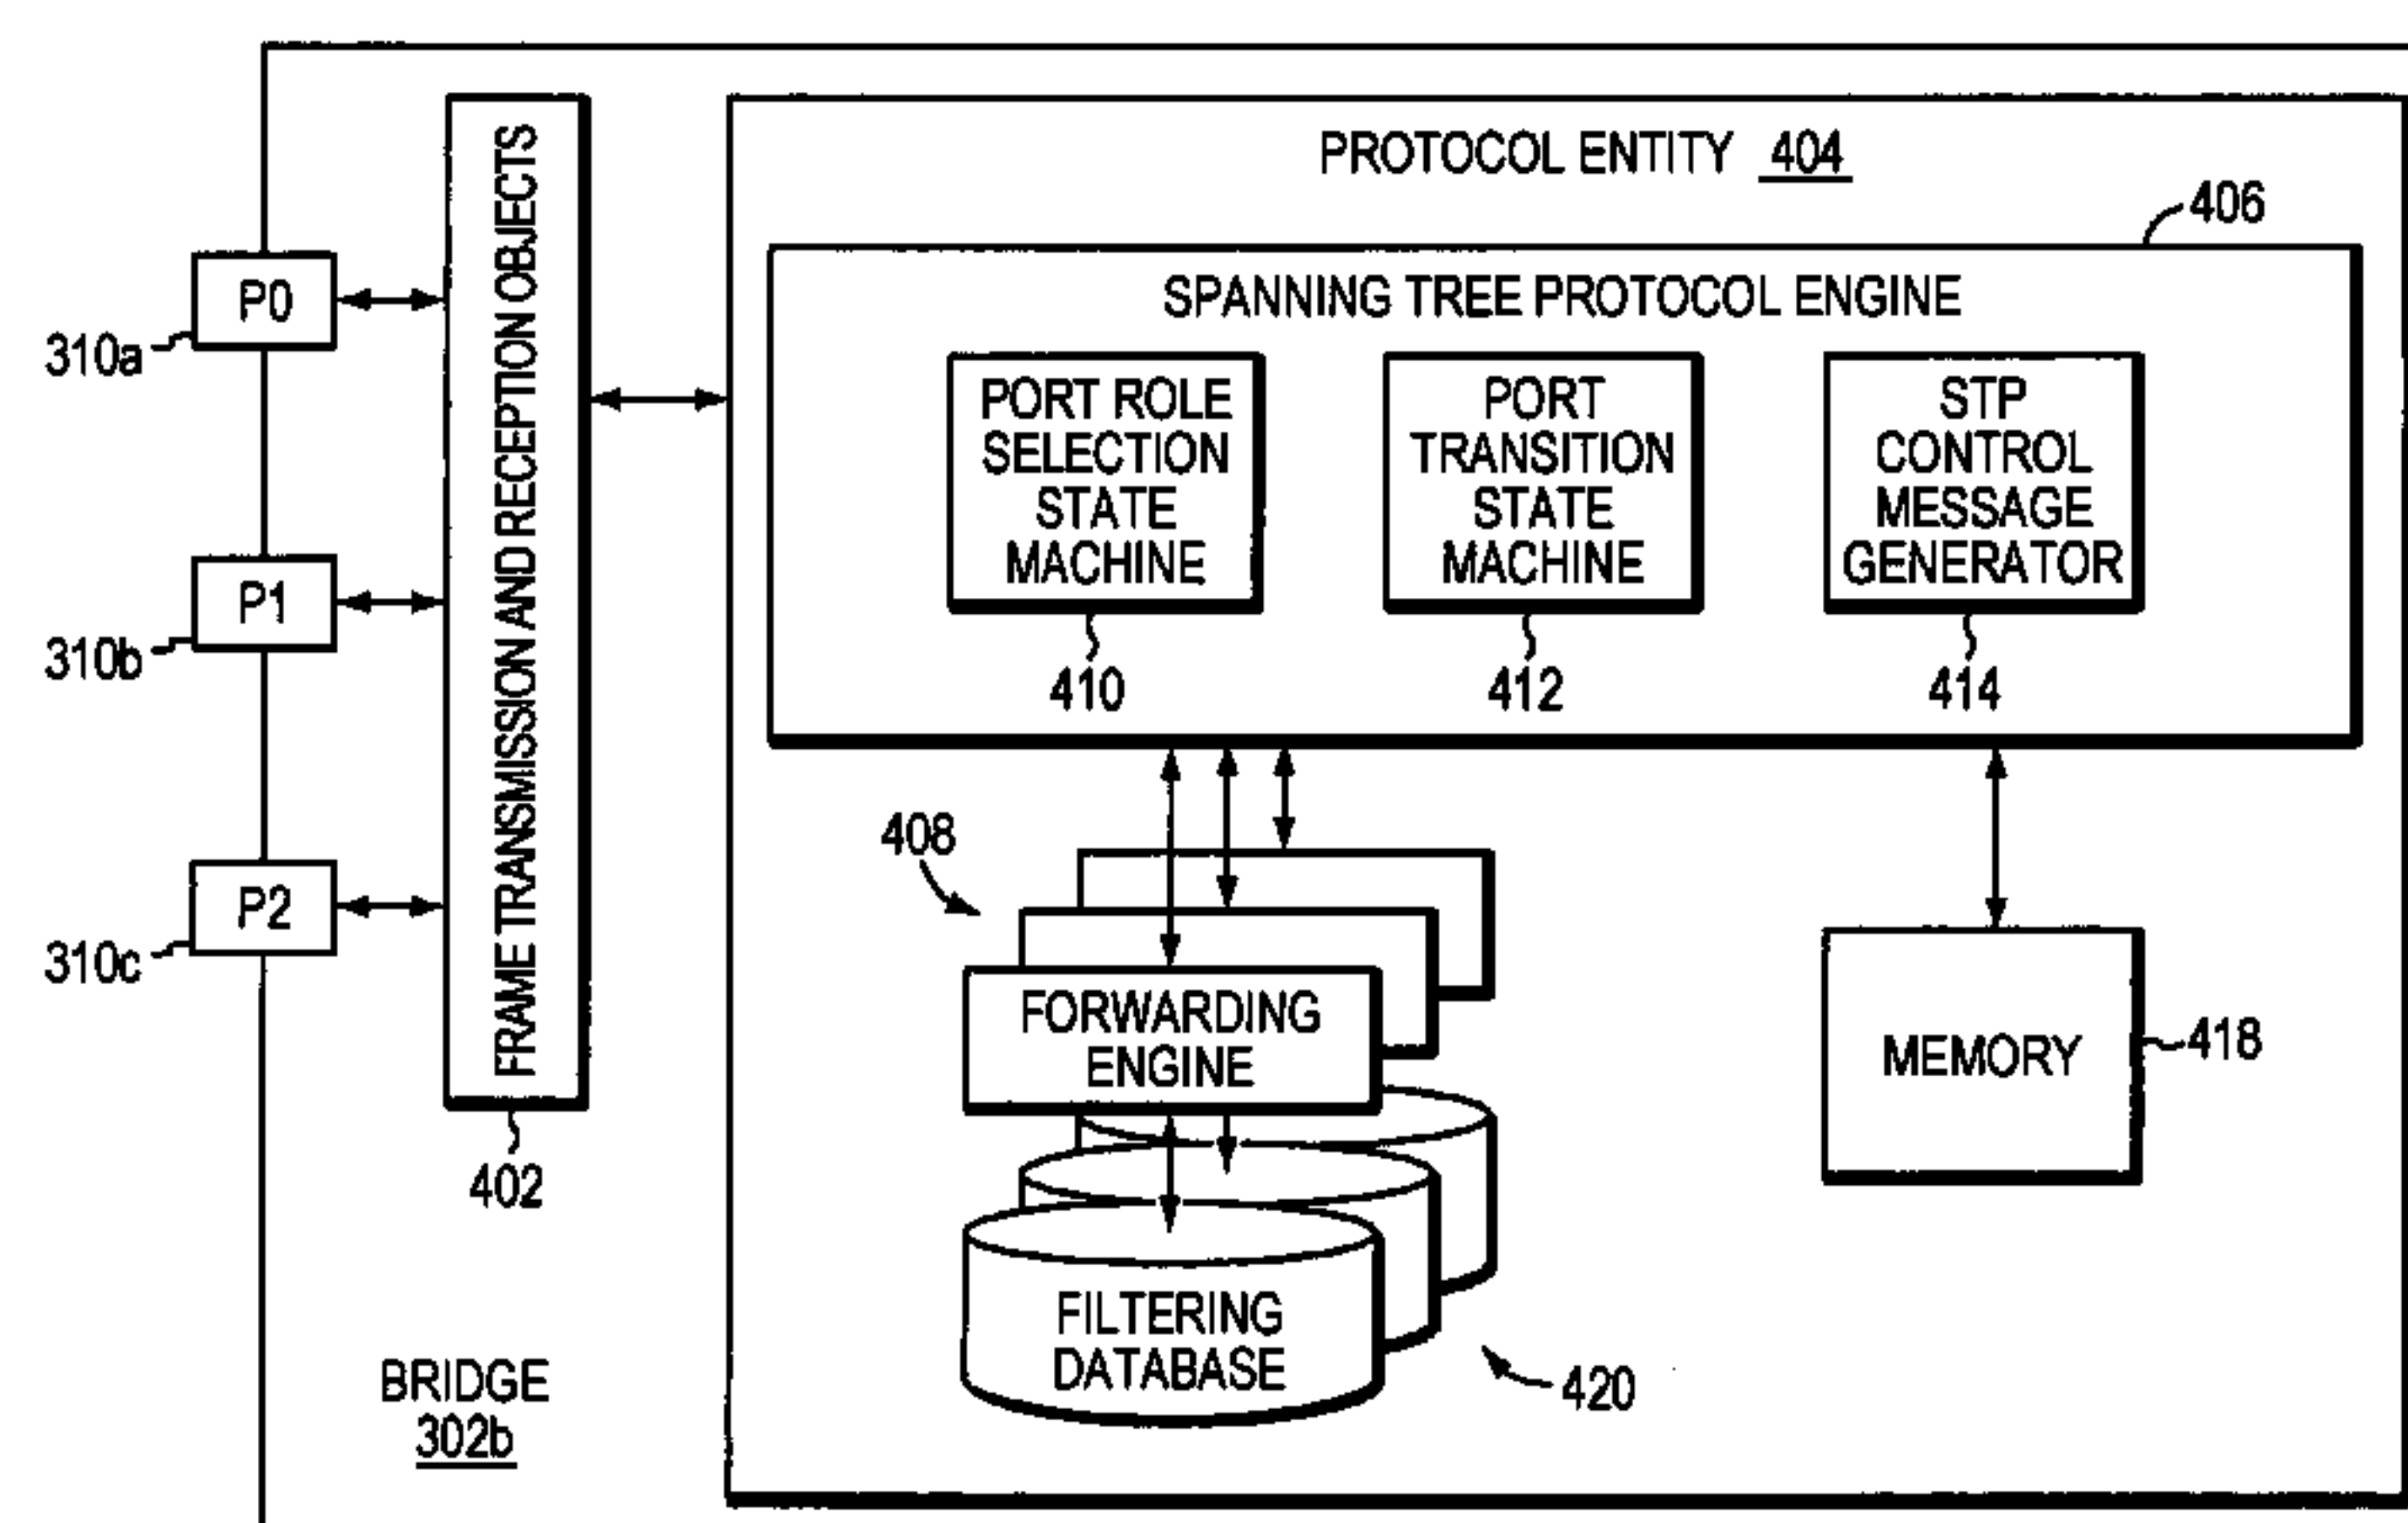 PROTOCOL ENTITY 404
406
SPANNING TREE PROTOCOL ENGINE
PORT ROLE
SELECTION
STATE
MACHINE
410
PORT
TRANSITION
STATE
MACHINE
412
STP
CONTROL
MESSAGE
GENERATOR
414
P0
310a
P1
310b
P2
310c
FRAME TRANSMISSION AND RECEPTION OBJECTS
402
408
FORWARDING
ENGINE
MEMORY
418
FILTERING
DATABASE
420
BRIDGE
302b